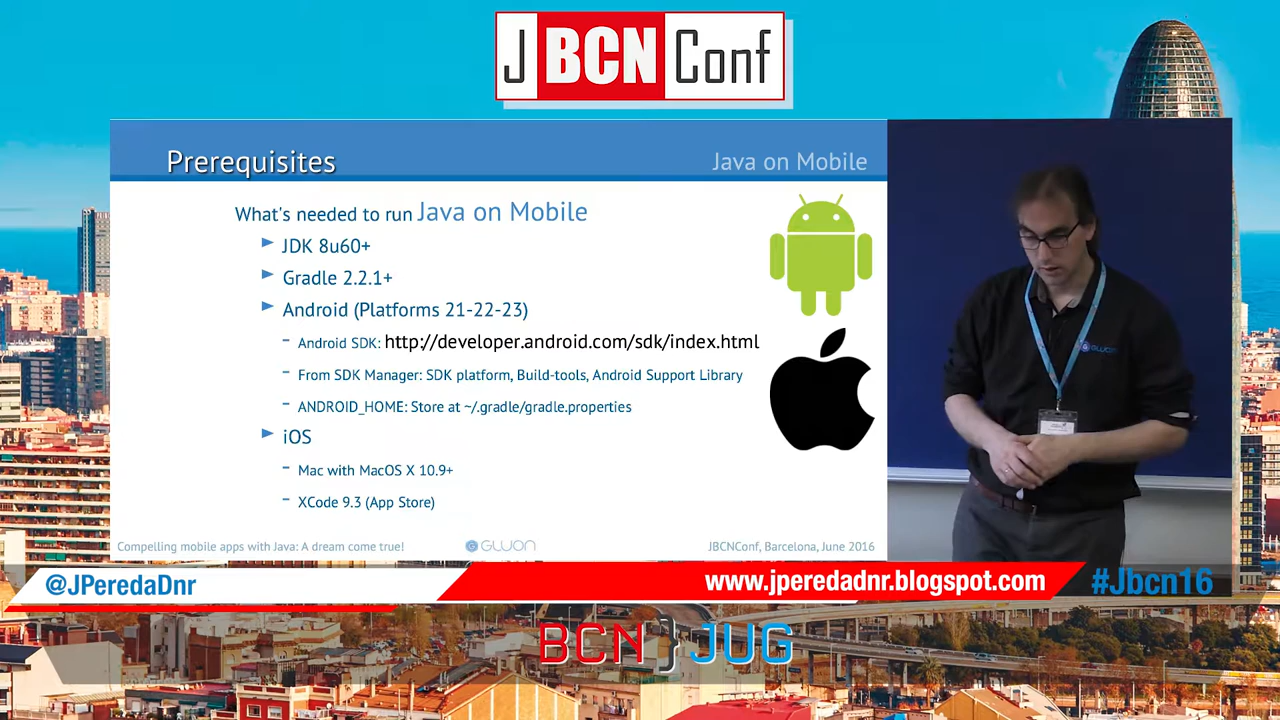 J BCN Conf
Prerequisites
Java on Mobile
What's needed to run Java on Mobile
JDK 8u60+
Gradle 2.2.1+
Android (Platforms 21-22-23)
- Android SDK: http://developer.android.com/sdk/index.html
- From SDK Manager: SDK platform, Build-tools, Android Support Library
- ANDROID_HOME: Store at ~/.gradle/gradle.properties
iOS
- Mac with MacOS X 10.9+
- XCode 9.3 (App Store)
Compelling mobile apps with Java: A dream come true!
GLUON
JBCNConf, Barcelona, June 2016
GLUON
@JPeredaDnr
www.jperedadnr.blogspot.com
#Jbcn16
BCN JUG